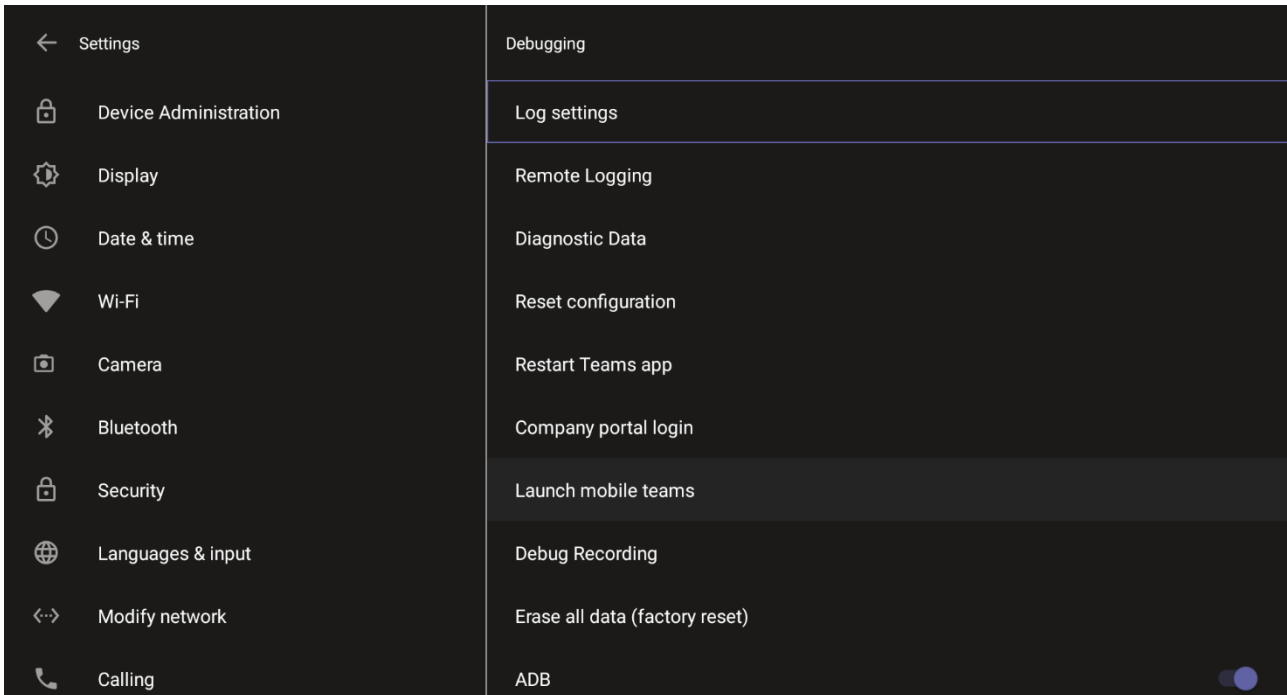 Settings
Device Administration
Display
Date & time
Wi-Fi
Camera
Bluetooth
Security
Languages & input
Modify network
Calling
Debugging
Log settings
Remote Logging
Diagnostic Data
Reset configuration
Restart Teams app
Company portal login
Launch mobile teams
Debug Recording
Erase all data (factory reset)
ADB